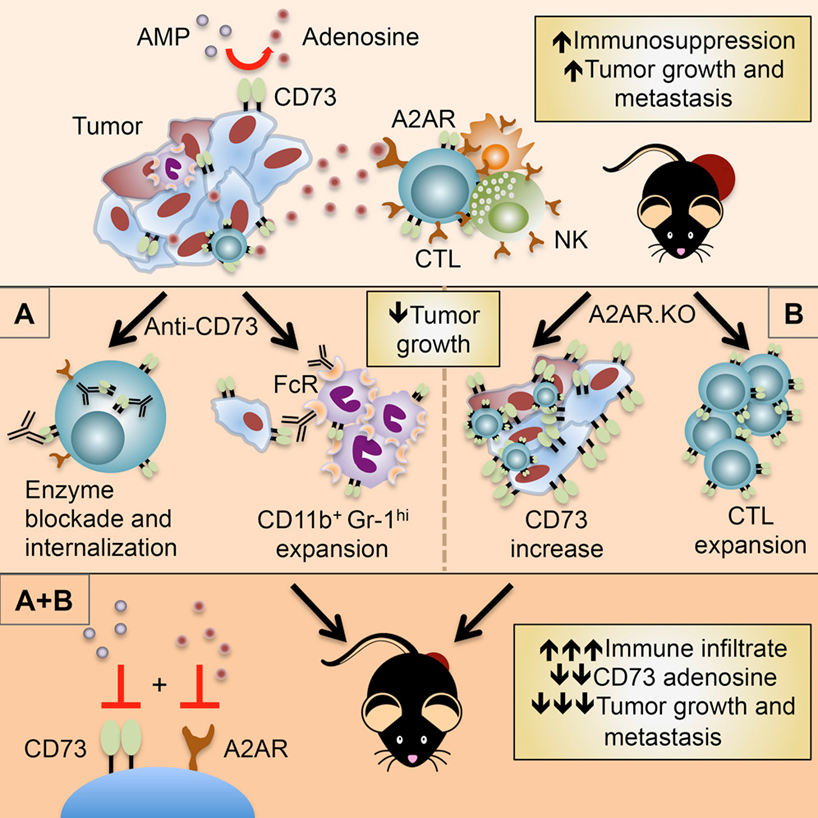 AMP
Adenosine
CD73
Tumor
A2AR
CTL
NK
↑Immunosuppression
↑Tumor growth and
metastasis
A
Anti-CD73
Enzyme
blockade and
internalization
FcR
CD11b⁺ Gr-1ʰⁱ
expansion
↓Tumor
growth
A2AR.KO
B
CD73
increase
CTL
expansion
A+B
+
CD73
A2AR
↑↑↑Immune infiltrate
↓↓CD73 adenosine
↓↓↓Tumor growth and
metastasis